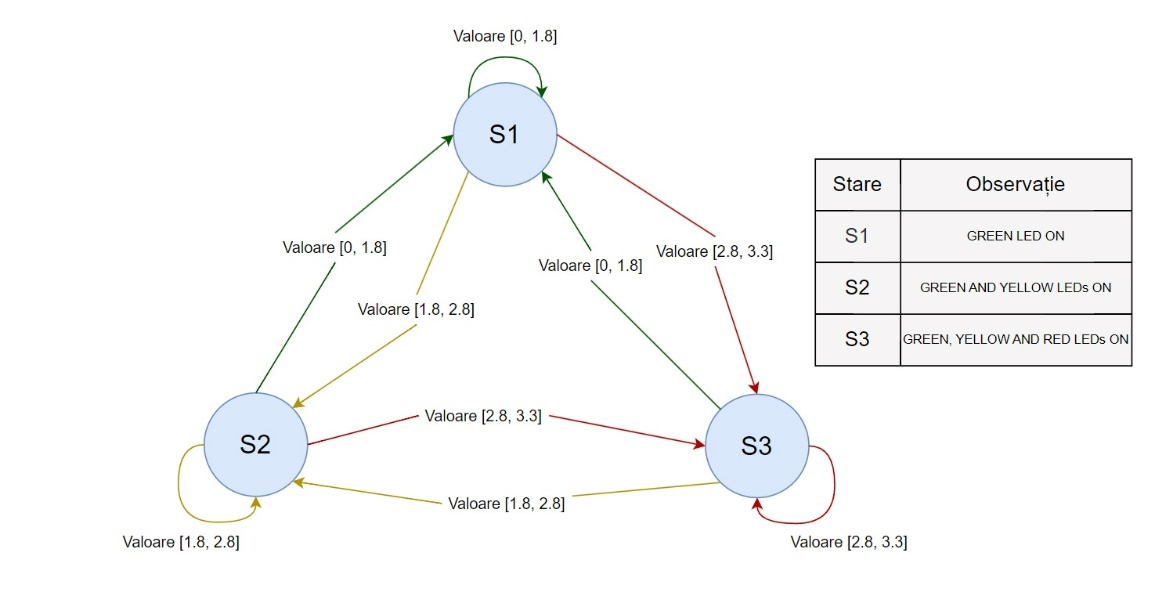 Valoare [0, 1.8]
S1
Valoare [0, 1.8]
Valoare [2.8, 3.3]
Valoare [0, 1.8]
Valoare [1.8, 2.8]
Valoare [2.8, 3.3]
S2
S3
Valoare [1.8, 2.8]
Valoare [1.8, 2.8]
Valoare [2.8, 3.3]
Stare Observație
S1 GREEN LED ON
S2 GREEN AND YELLOW LEDs ON
S3 GREEN, YELLOW AND RED LEDs ON